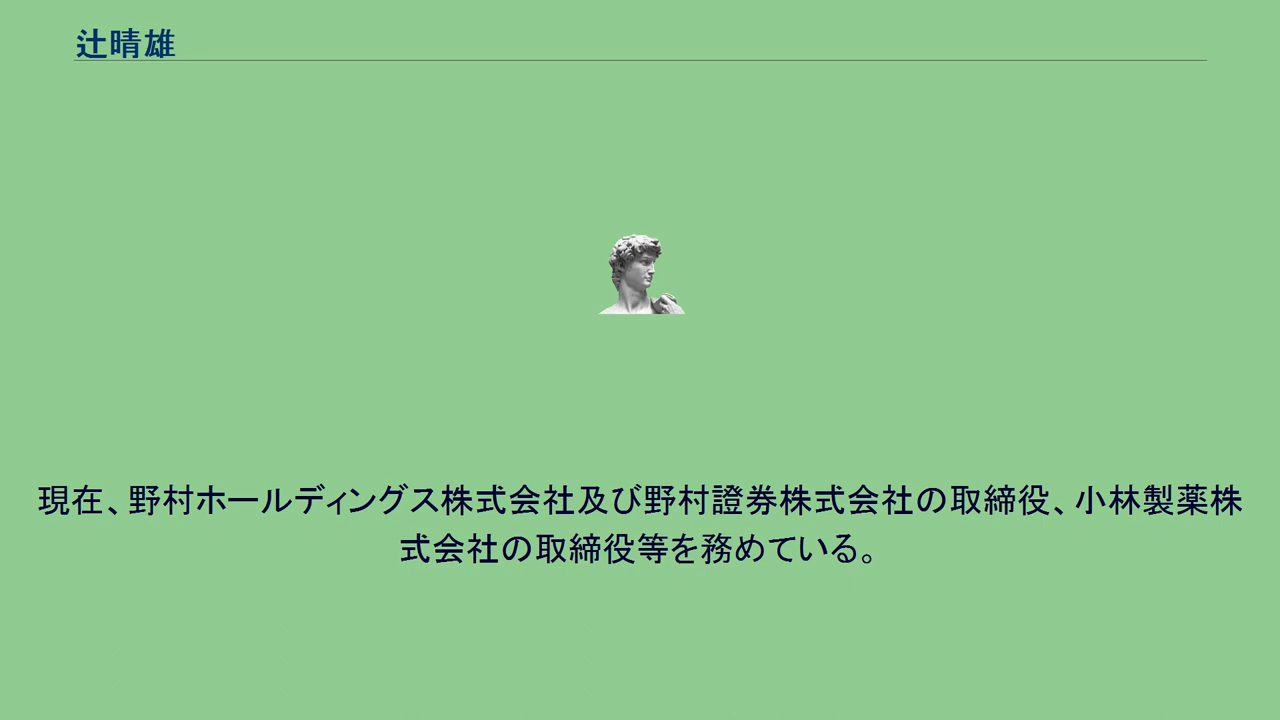 辻晴雄
現在、野村ホールディングス株式会社及び野村證券株式会社の取締役、小林製薬株
式会社の取締役等を務めている。